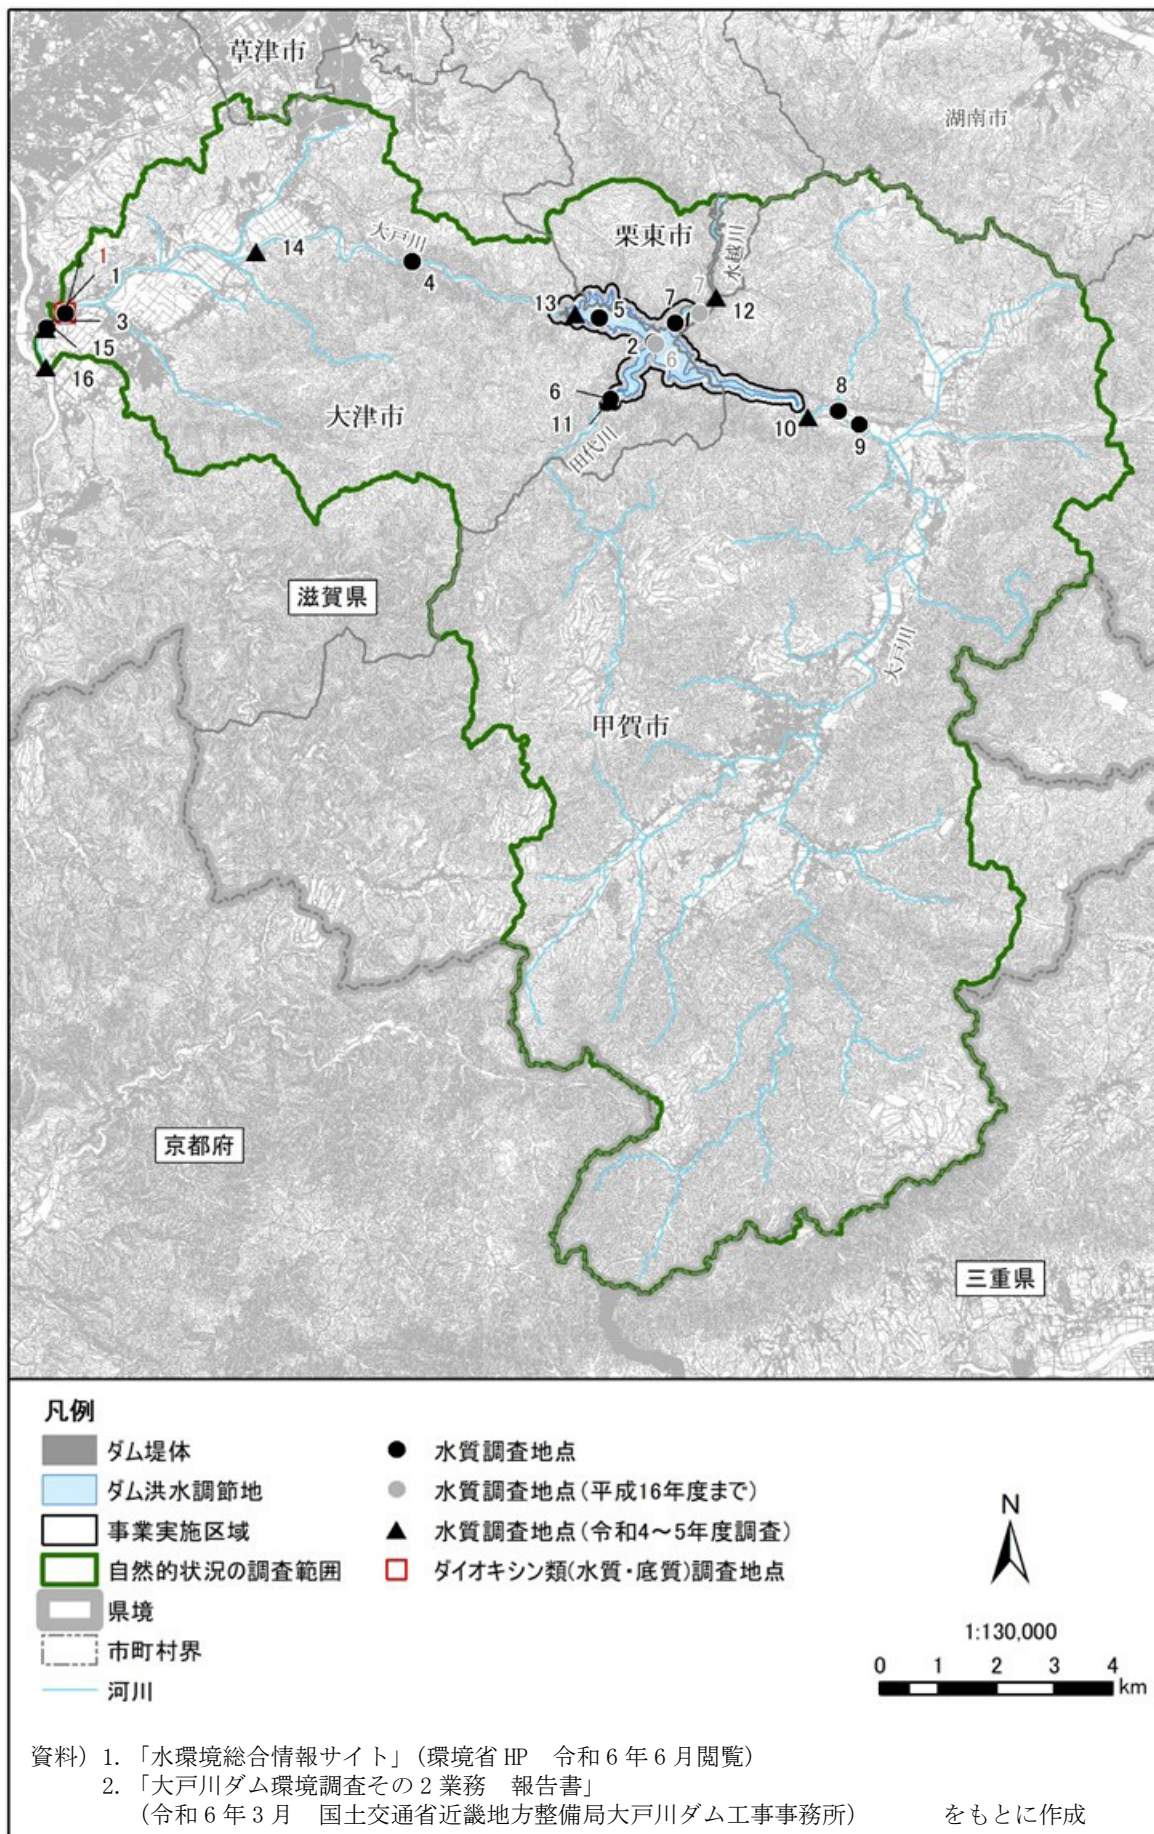 草津市
湖南市
栗東市
水越川
大戸川
14
4
1
1
3
15
16
13
5
7
7
12
2
6
6
11
大津市
田代川
8
10
9
滋賀県
大戸川
甲賀市
京都府
三重県
凡例
ダム堤体
ダム洪水調節地
事業実施区域
自然的状況の調査範囲
県境
市町村界
河川
水質調査地点
水質調査地点(平成16年度まで)
水質調査地点(令和4～5年度調査)
ダイオキシン類(水質・底質)調査地点
N
1:130,000
0 1 2 3 4
km
資料) 1. 「水環境総合情報サイト」(環境省 HP 令和 6 年 6 月閲覧)
2. 「大戸川ダム環境調査その 2 業務 報告書」
(令和 6 年 3 月 国土交通省近畿地方整備局大戸川ダム工事事務所) をもとに作成